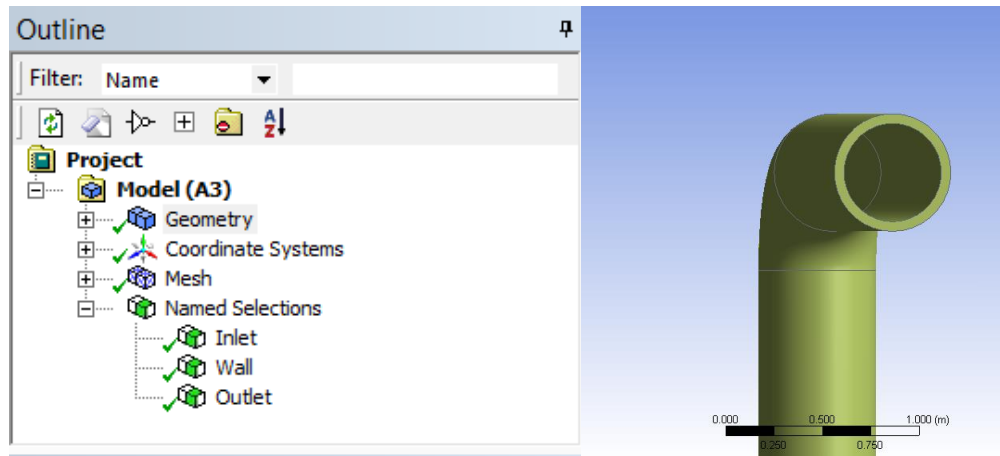 Outline
Filter: Name
Project
Model (A3)
Geometry
Coordinate Systems
Mesh
Named Selections
Inlet
Wall
Outlet
0.000 0.500 1.000 (m)
0.250 0.750